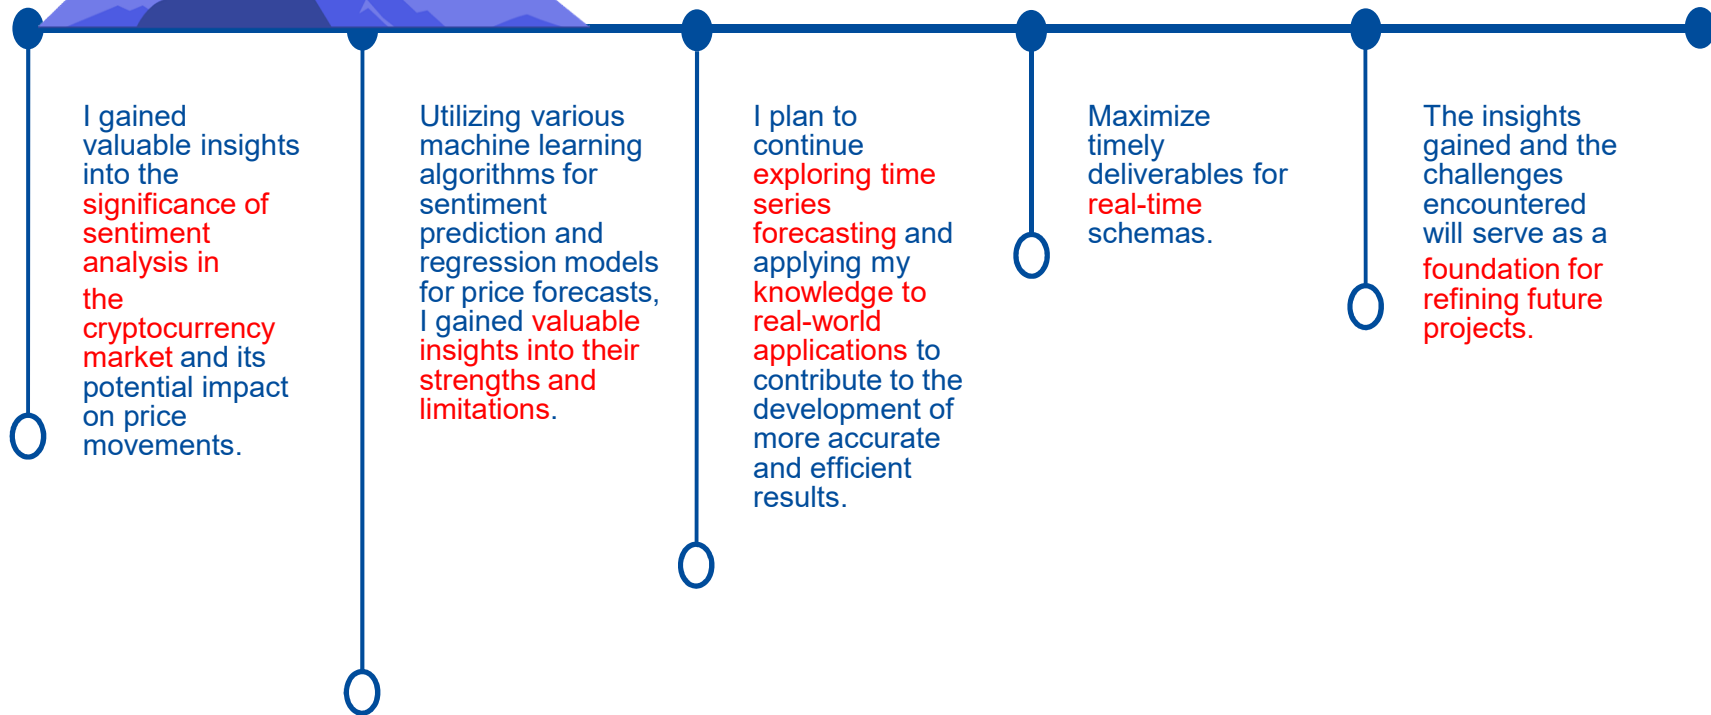 I gained
valuable insights
into the
significance of
sentiment
analysis in
the
cryptocurrency
market and its
potential impact
on price
movements.
Utilizing various
machine learning
algorithms for
sentiment
prediction and
regression models
for price forecasts,
I gained valuable
insights into their
strengths and
limitations.
I plan to
continue
exploring time
series
forecasting and
applying my
knowledge to
real-world
applications to
contribute to the
development of
more accurate
and efficient
results.
Maximize
timely
deliverables for
real-time
schemas.
The insights
gained and the
challenges
encountered
will serve as a
foundation for
refining future
projects.